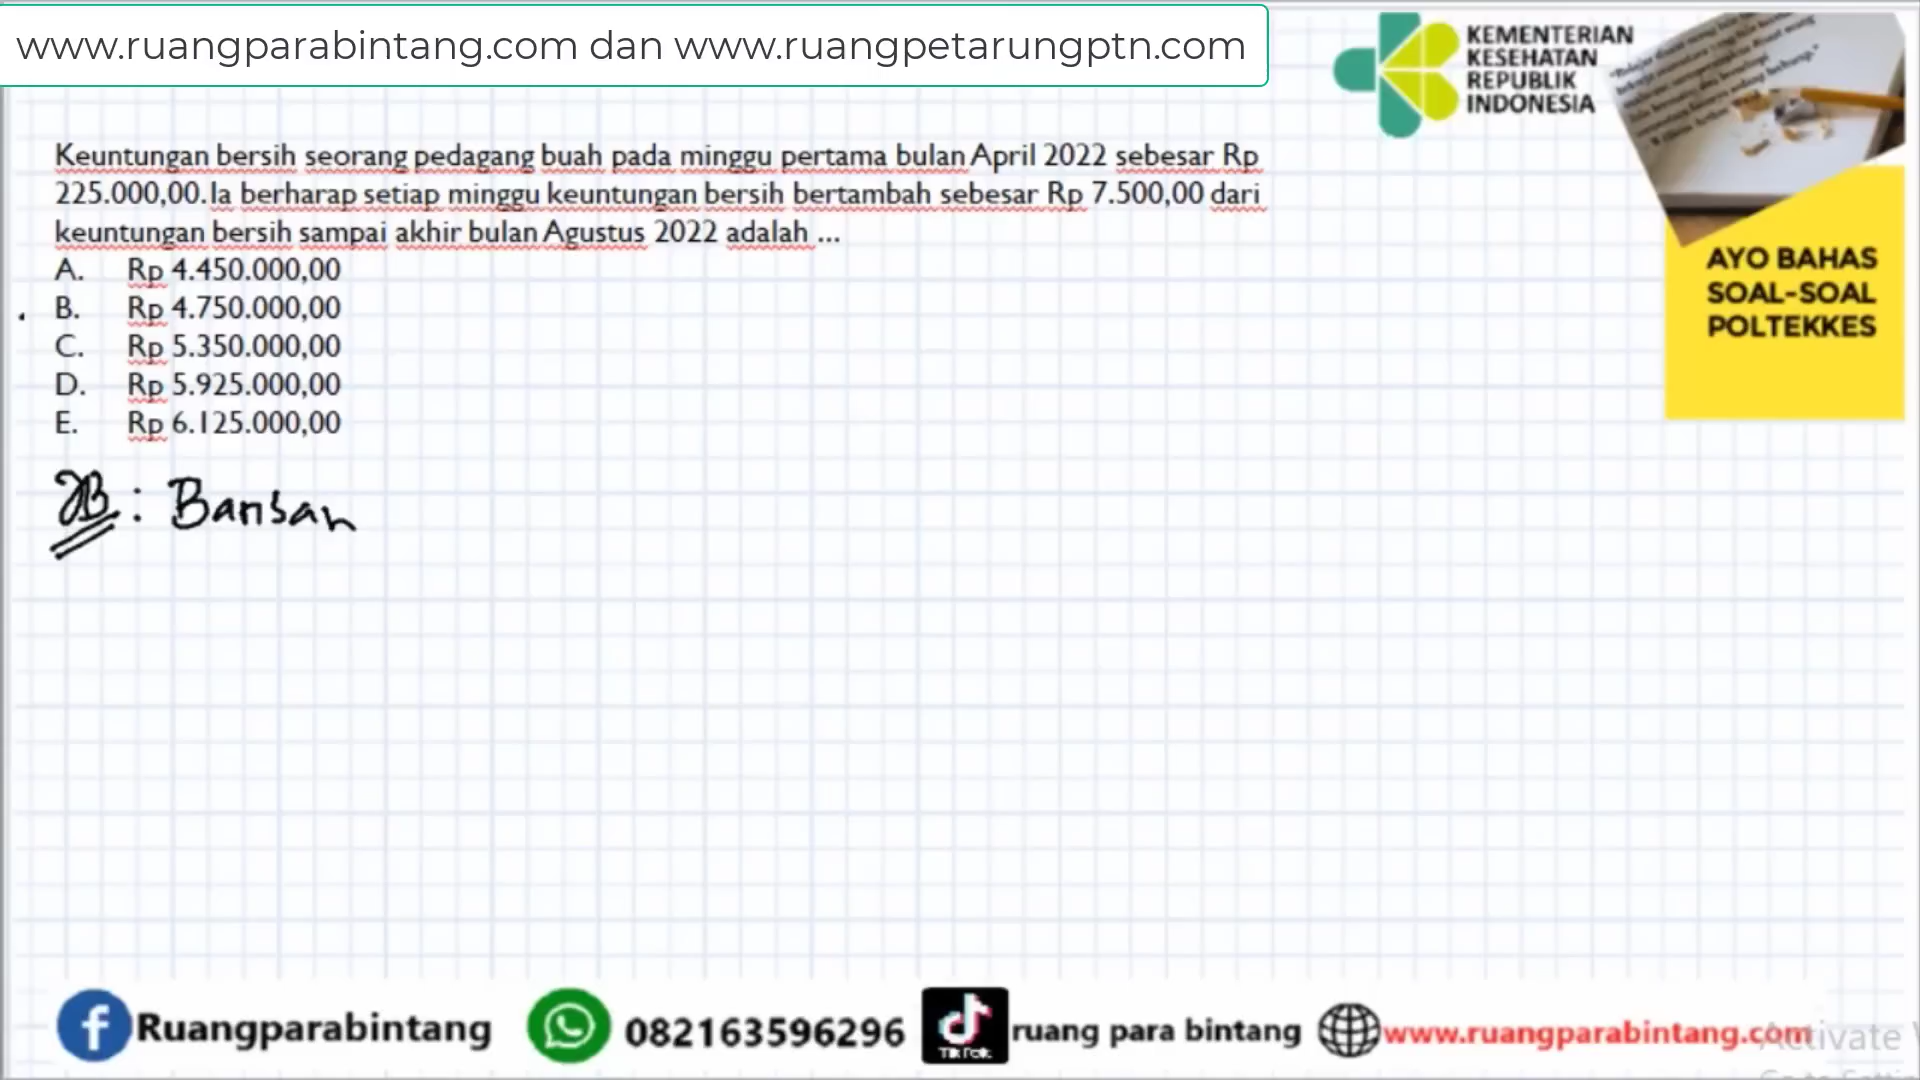 www.ruangparabintang.com dan www.ruangpetarungptn.com
KEMENTERIAN
KESEHATAN
REPUBLIK
INDONESIA
Keuntungan bersih seorang pedagang buah pada minggu pertama bulan April 2022 sebesar Rp
225.000,00. Ia berharap setiap minggu keuntungan bersih bertambah sebesar Rp 7.500,00 dari
keuntungan bersih sampai akhir bulan Agustus 2022 adalah ...
A. Rp 4.450.000,00
B. Rp 4.750.000,00
C. Rp 5.350.000,00
D. Rp 5.925.000,00
E. Rp 6.125.000,00
AYO BAHAS
SOAL-SOAL
POLTEKKES
: Barisan
Ruangparabintang
082163596296
TikTok
ruang para bintang
www.ruangparabintang.com
Activate